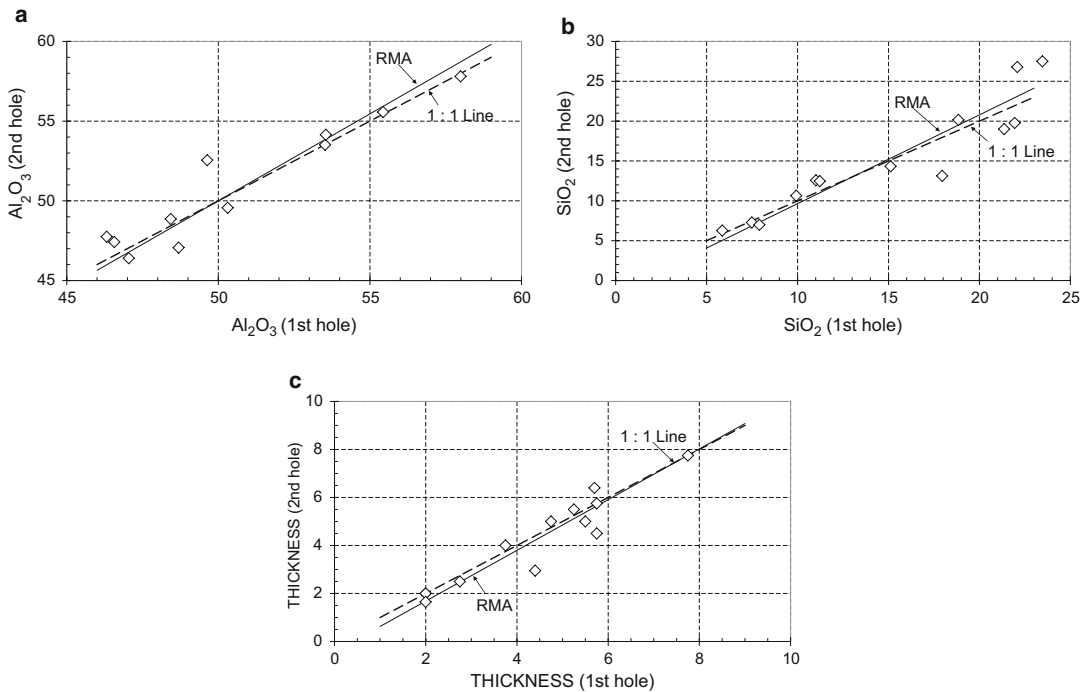 a
60
55
50
45
Al₂O₃ (2nd hole)
RMA
1 : 1 Line
45 50 55 60
Al₂O₃ (1st hole)
b
30
25
20
15
10
5
0
SiO₂ (2nd hole)
RMA
1 : 1 Line
0 5 10 15 20 25
SiO₂ (1st hole)
c
10
8
6
4
2
0
THICKNESS (2nd hole)
1 : 1 Line
RMA
0 2 4 6 8 10
THICKNESS (1st hole)